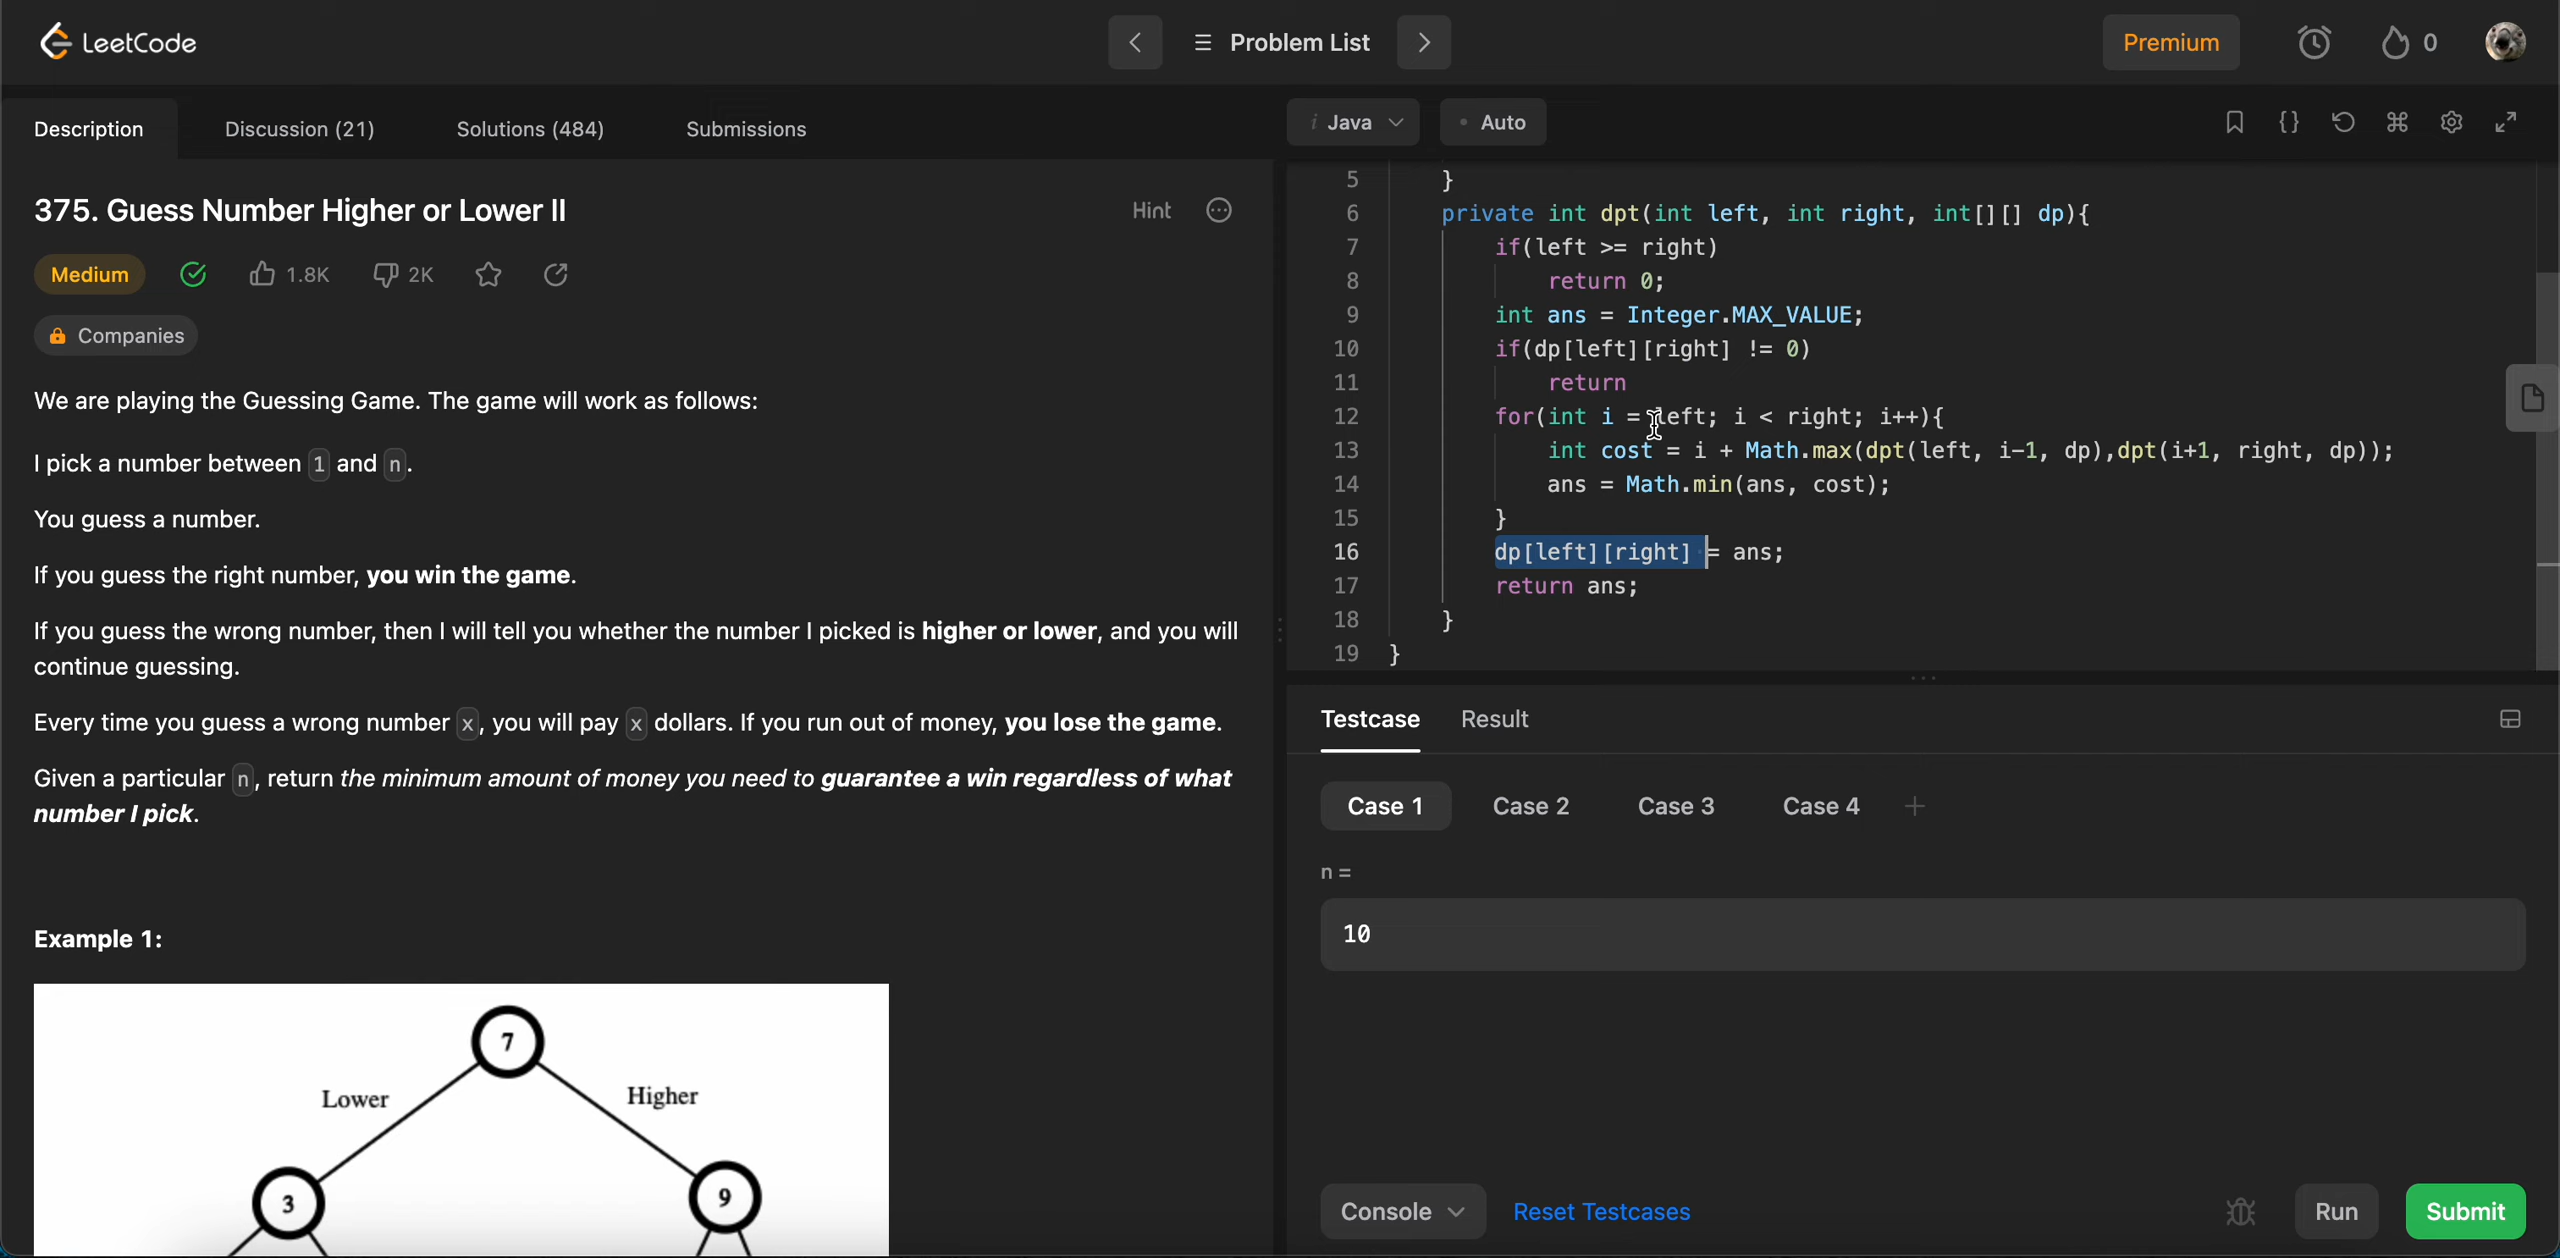 LeetCode
Problem List
Premium
0
Description
Discussion (21)
Solutions (484)
Submissions
375. Guess Number Higher or Lower II
Hint
Medium
1.8K
2K
Companies
We are playing the Guessing Game. The game will work as follows:
I pick a number between 1 and n.
You guess a number.
If you guess the right number, you win the game.
If you guess the wrong number, then I will tell you whether the number I picked is higher or lower, and you will
continue guessing.
Every time you guess a wrong number x, you will pay x dollars. If you run out of money, you lose the game.
Given a particular n, return the minimum amount of money you need to guarantee a win regardless of what
number I pick.
Example 1:
7
Lower
Higher
3
9
i Java
Auto
5 }
6 private int dpt(int left, int right, int[][] dp){
7 if(left >= right)
8 return 0;
9 int ans = Integer.MAX_VALUE;
10 if(dp[left][right] != 0)
11 return
12 for(int i = left; i < right; i++){
13 int cost = i + Math.max(dpt(left, i-1, dp),dpt(i+1, right, dp));
14 ans = Math.min(ans, cost);
15 }
16 dp[left][right] = ans;
17 return ans;
18 }
19 }
Testcase
Result
Case 1
Case 2
Case 3
Case 4
n =
10
Console
Reset Testcases
Run
Submit